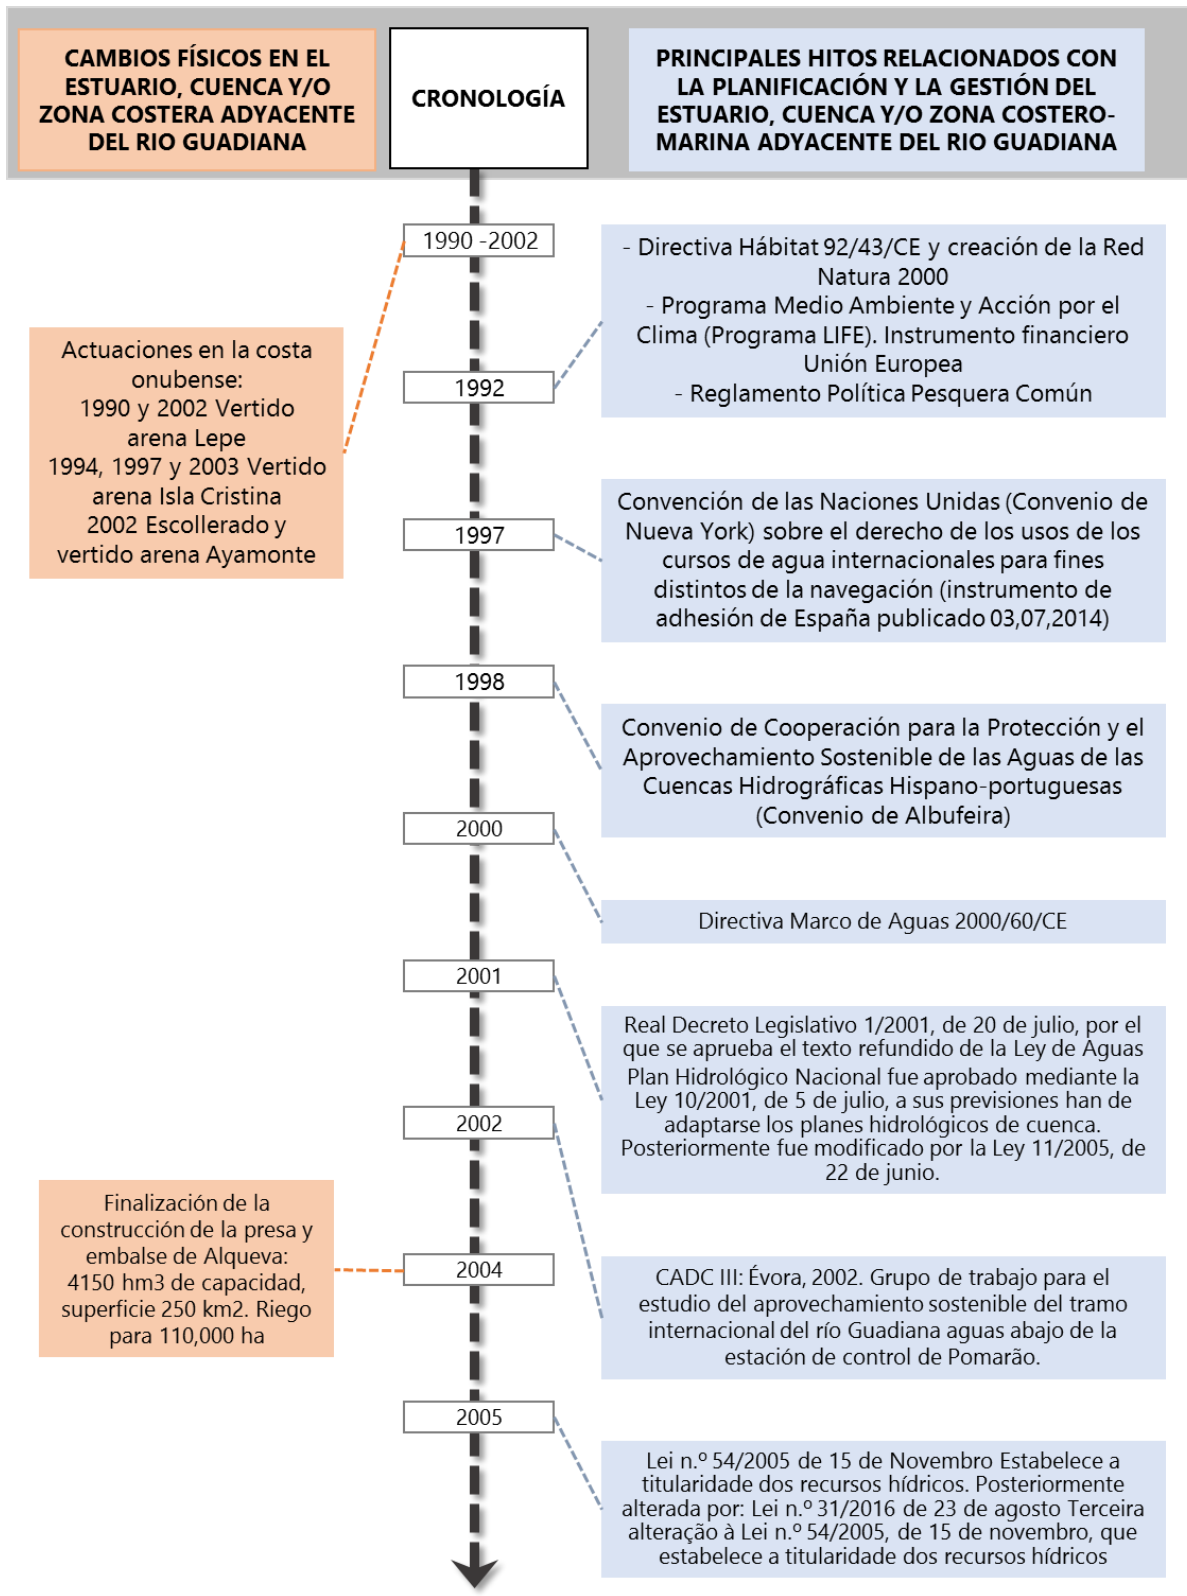 CAMBIOS FÍSICOS EN EL
ESTUARIO, CUENCA Y/O
ZONA COSTERA ADYACENTE
DEL RIO GUADIANA
CRONOLOGÍA
PRINCIPALES HITOS RELACIONADOS CON
LA PLANIFICACIÓN Y LA GESTIÓN DEL
ESTUARIO, CUENCA Y/O ZONA COSTERO-
MARINA ADYACENTE DEL RIO GUADIANA
1990 -2002
Actuaciones en la costa
onubense:
1990 y 2002 Vertido
arena Lepe
1994, 1997 y 2003 Vertido
arena Isla Cristina
2002 Escollerado y
vertido arena Ayamonte
1992
- Directiva Hábitat 92/43/CE y creación de la Red
Natura 2000
- Programa Medio Ambiente y Acción por el
Clima (Programa LIFE). Instrumento financiero
Unión Europea
- Reglamento Política Pesquera Común
1997
Convención de las Naciones Unidas (Convenio de
Nueva York) sobre el derecho de los usos de los
cursos de agua internacionales para fines
distintos de la navegación (instrumento de
adhesión de España publicado 03,07,2014)
1998
Convenio de Cooperación para la Protección y el
Aprovechamiento Sostenible de las Aguas de las
Cuencas Hidrográficas Hispano-portuguesas
(Convenio de Albufeira)
2000
Directiva Marco de Aguas 2000/60/CE
2001
Real Decreto Legislativo 1/2001, de 20 de julio, por el
que se aprueba el texto refundido de la Ley de Aguas
Plan Hidrológico Nacional fue aprobado mediante la
Ley 10/2001, de 5 de julio, a sus previsiones han de
adaptarse los planes hidrológicos de cuenca.
Posteriormente fue modificado por la Ley 11/2005, de
22 de junio.
2002
CADC III: Évora, 2002. Grupo de trabajo para el
estudio del aprovechamiento sostenible del tramo
internacional del río Guadiana aguas abajo de la
estación de control de Pomarão.
Finalización de la
construcción de la presa y
embalse de Alqueva:
4150 hm3 de capacidad,
superficie 250 km2. Riego
para 110,000 ha
2004
2005
Lei n.º 54/2005 de 15 de Novembro Estabelece a
titularidade dos recursos hídricos. Posteriormente
alterada por: Lei n.º 31/2016 de 23 de agosto Terceira
alteração à Lei n.º 54/2005, de 15 de novembro, que
estabelece a titularidade dos recursos hídricos